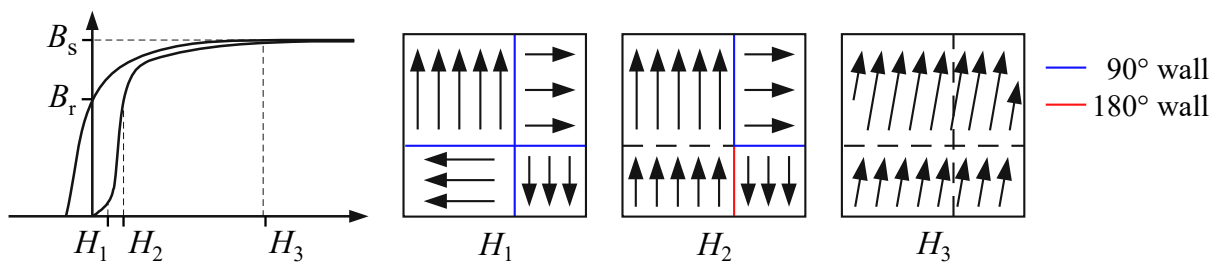 B_s
B_r
H_1 H_2 H_3
H_1
H_2
H_3
90° wall
180° wall